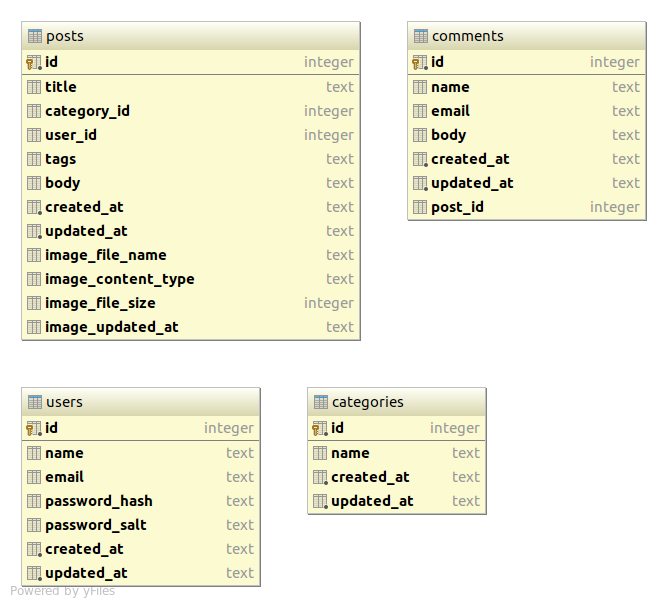 posts
id integer
title text
category_id integer
user_id integer
tags text
body text
created_at text
updated_at text
image_file_name text
image_content_type text
image_file_size integer
image_updated_at text
comments
id integer
name text
email text
body text
created_at text
updated_at text
post_id integer
users
id integer
name text
email text
password_hash text
password_salt text
created_at text
updated_at text
categories
id integer
name text
created_at text
updated_at text
Powered by yFiles